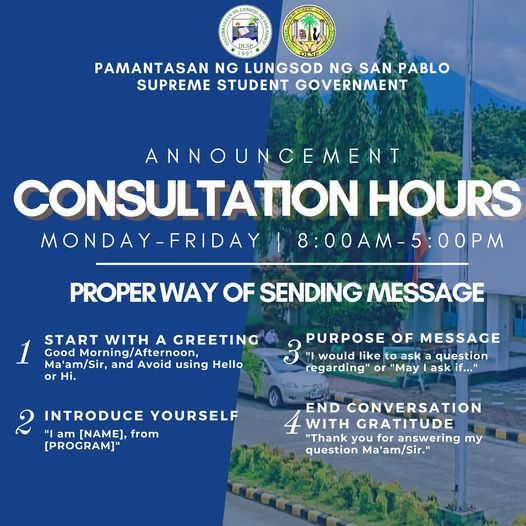 DLSP
1997
DLSP
PAMANTASAN NG LUNGSOD NG SAN PABLO
SUPREME STUDENT GOVERNMENT
ANNOUNCEMENT
CONSULTATION HOURS
MONDAY-FRIDAY | 8:00AM-5:00PM
PROPER WAY OF SENDING MESSAGE
1 START WITH A GREETING
Good Morning/Afternoon,
Ma'am/Sir, and Avoid using Hello
or Hi.
2 INTRODUCE YOURSELF
"I am [NAME], from
[PROGRAM]"
3 PURPOSE OF MESSAGE
"I would like to ask a question
regarding" or "May I ask if..."
4 END CONVERSATION
WITH GRATITUDE
"Thank you for answering my
question Ma'am/Sir."